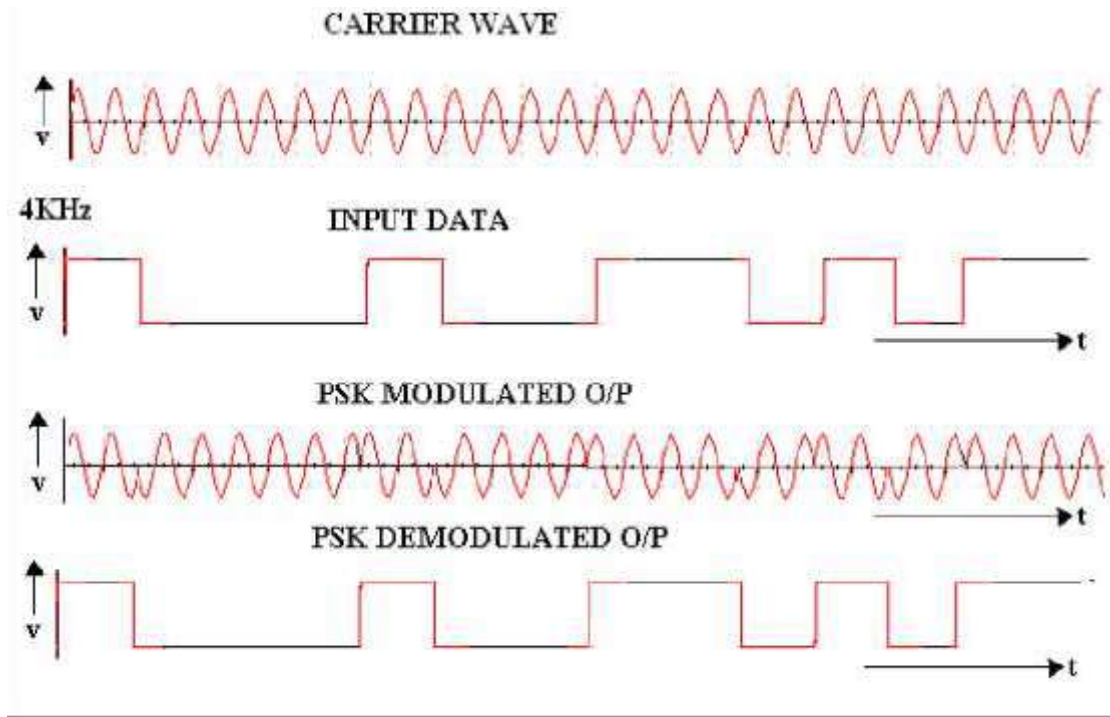 CARRIER WAVE
v
4KHz
INPUT DATA
v
t
PSK MODULATED O/P
v
t
PSK DEMODULATED O/P
v
t